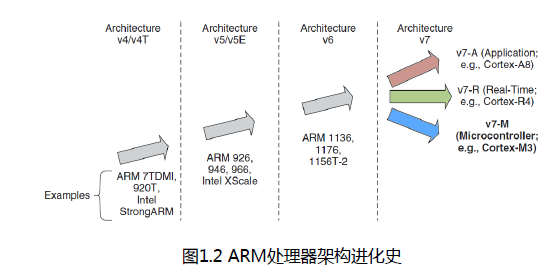 Architecture
v4/v4T
Architecture
v5/v5E
Architecture
v6
Architecture
v7
v7-A (Application;
e.g., Cortex-A8)
v7-R (Real-Time;
e.g., Cortex-R4)
v7-M
(Microcontroller;
e.g., Cortex-M3)
ARM 1136,
1176,
1156T-2
ARM 926,
946, 966,
Intel XScale
Examples
ARM 7TDMI,
920T,
Intel
StrongARM
图1.2 ARM处理器架构进化史